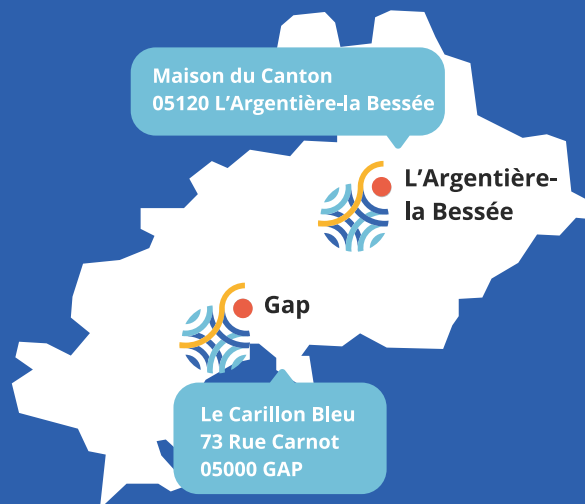 Maison du Canton
05120 L'Argentière-la Bessée
L'Argentière-
la Bessée
Gap
Le Carillon Bleu
73 Rue Carnot
05000 GAP